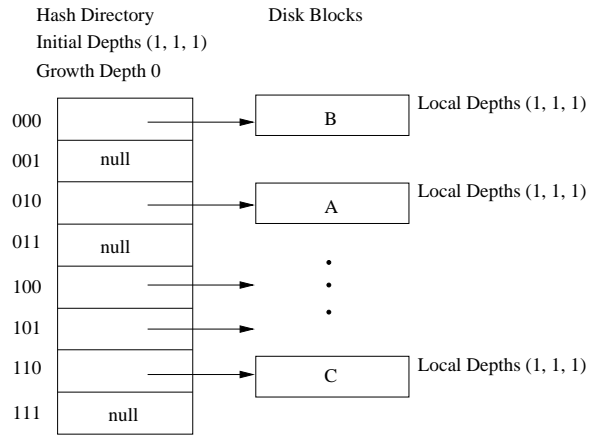 Hash Directory Disk Blocks
Initial Depths (1, 1, 1)
Growth Depth 0
000 B Local Depths (1, 1, 1)
001 null
010 A Local Depths (1, 1, 1)
011 null
100
101
110 C Local Depths (1, 1, 1)
111 null